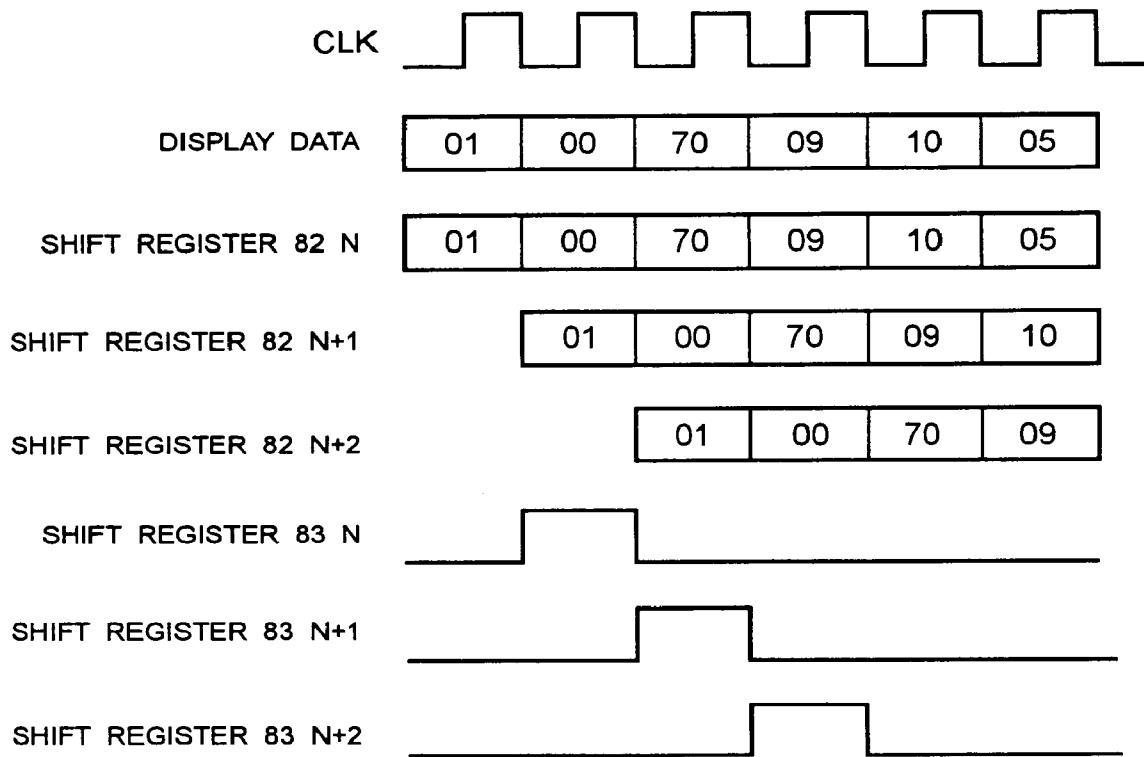 CLK
DISPLAY DATA 01 00 70 09 10 05
SHIFT REGISTER 82 N 01 00 70 09 10 05
SHIFT REGISTER 82 N+1 01 00 70 09 10
SHIFT REGISTER 82 N+2 01 00 70 09
SHIFT REGISTER 83 N
SHIFT REGISTER 83 N+1
SHIFT REGISTER 83 N+2